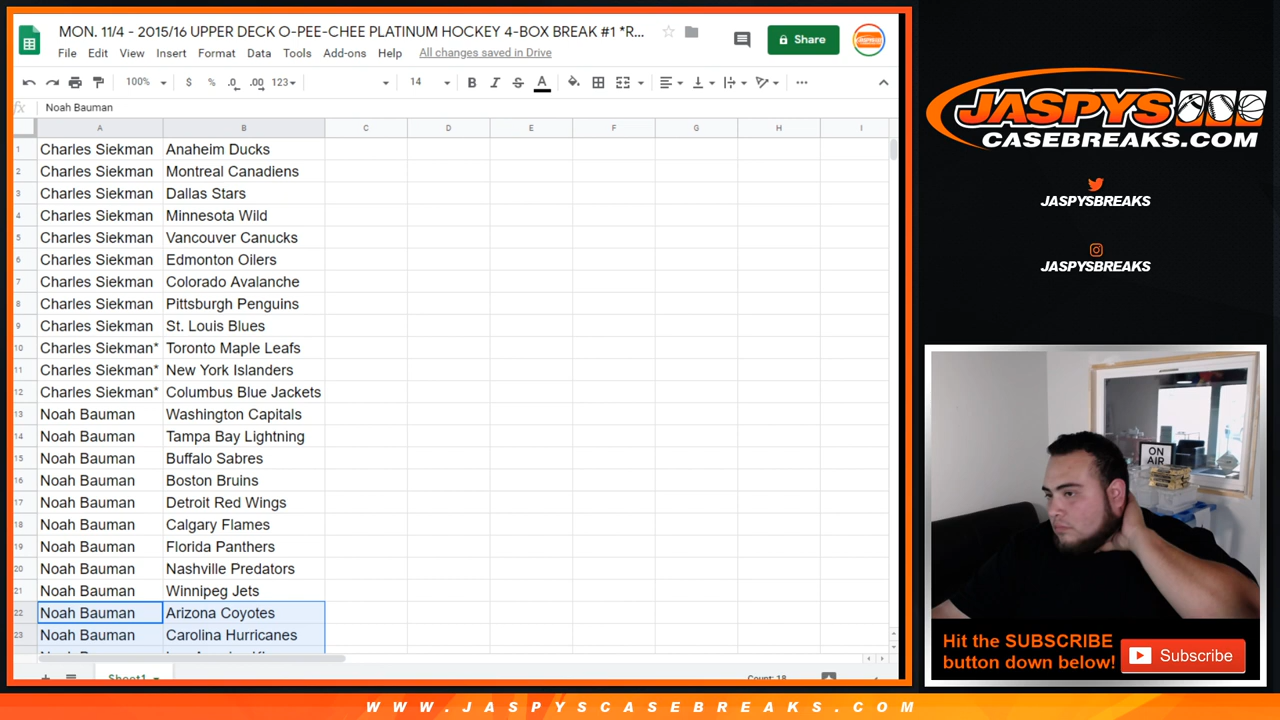 MON. 11/4 - 2015/16 UPPER DECK O-PEE-CHEE PLATINUM HOCKEY 4-BOX BREAK #1 *R...
Share
File Edit View Insert Format Data Tools Add-ons Help All changes saved in Drive
100% $ % .0 .00 123 14 B I S A
fx Noah Bauman
A B C D E F G H I
1 Charles Siekman Anaheim Ducks
2 Charles Siekman Montreal Canadiens
3 Charles Siekman Dallas Stars
4 Charles Siekman Minnesota Wild
5 Charles Siekman Vancouver Canucks
6 Charles Siekman Edmonton Oilers
7 Charles Siekman Colorado Avalanche
8 Charles Siekman Pittsburgh Penguins
9 Charles Siekman St. Louis Blues
10 Charles Siekman* Toronto Maple Leafs
11 Charles Siekman* New York Islanders
12 Charles Siekman* Columbus Blue Jackets
13 Noah Bauman Washington Capitals
14 Noah Bauman Tampa Bay Lightning
15 Noah Bauman Buffalo Sabres
16 Noah Bauman Boston Bruins
17 Noah Bauman Detroit Red Wings
18 Noah Bauman Calgary Flames
19 Noah Bauman Florida Panthers
20 Noah Bauman Nashville Predators
21 Noah Bauman Winnipeg Jets
22 Noah Bauman Arizona Coyotes
23 Noah Bauman Carolina Hurricanes
Sheet1
Count: 18
JASPYS
CASEBREAKS.COM
JASPYSBREAKS
JASPYSBREAKS
ON
AIR
Hit the SUBSCRIBE
button down below!
Subscribe
WWW.JASPYSCASEBREAKS.COM